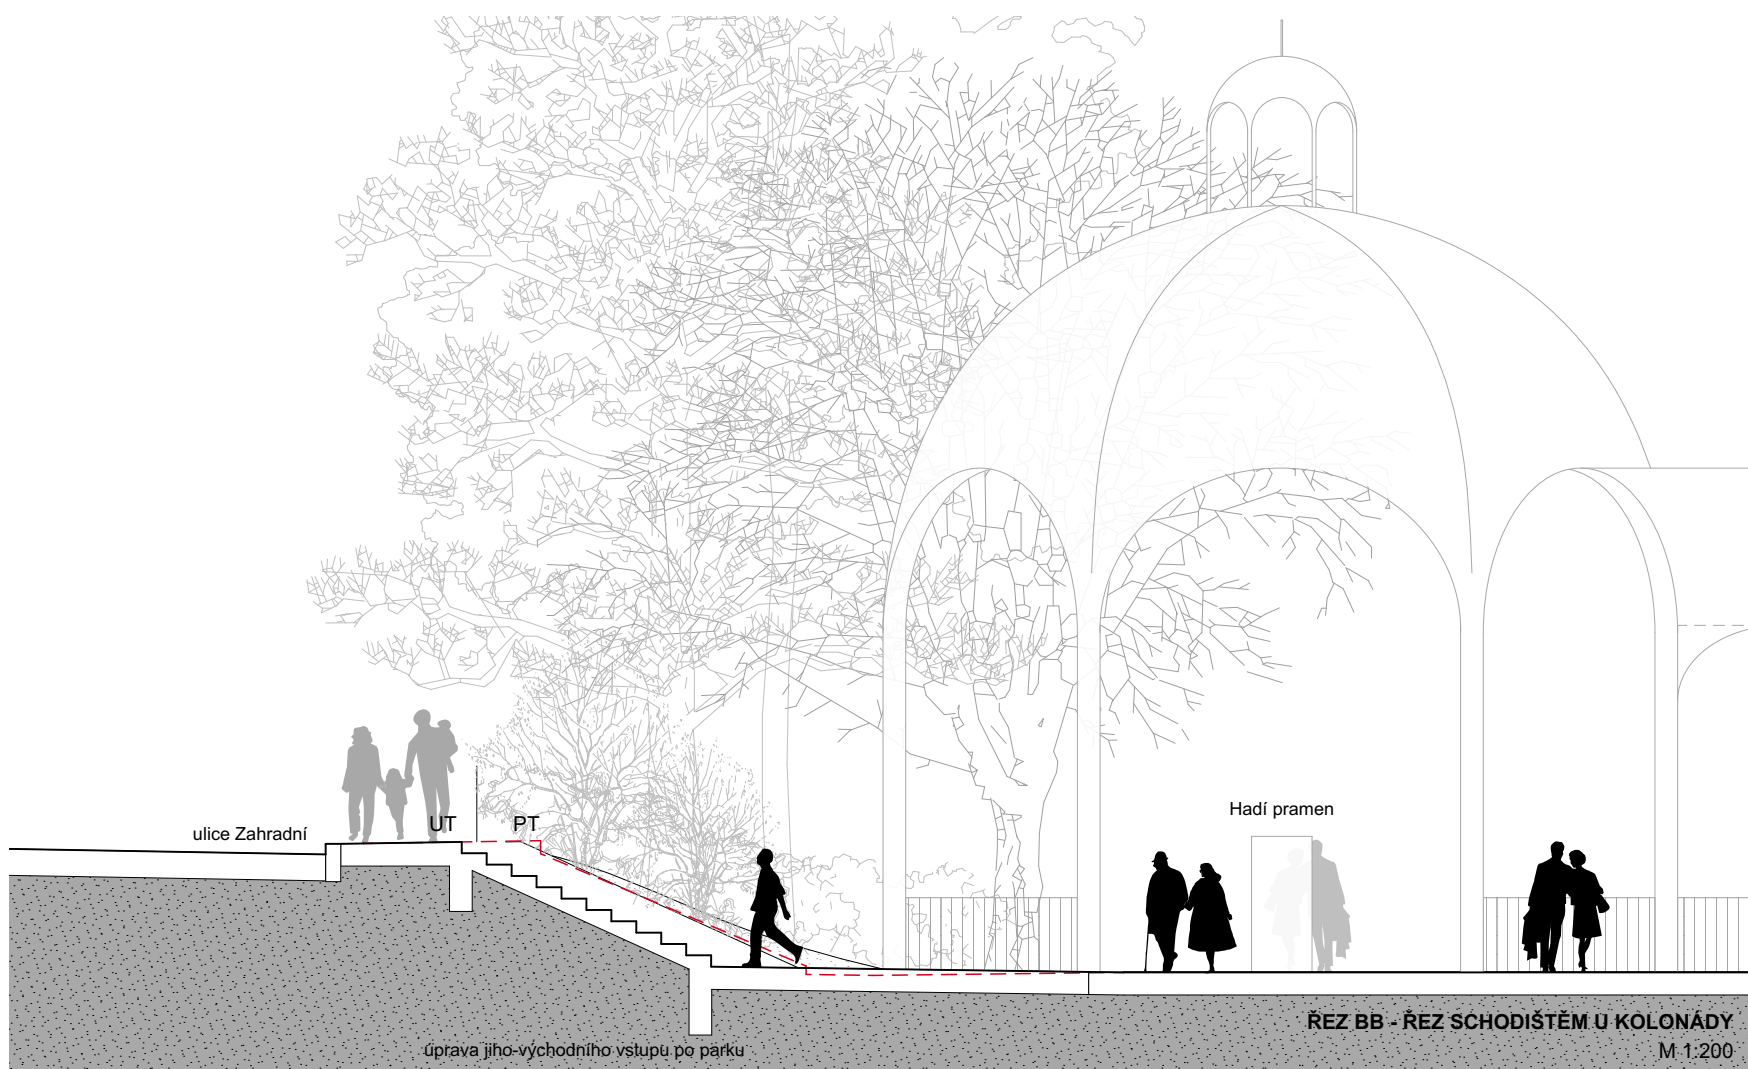 ulice Zahradní
UT
PT
Hadí pramen
ŘEZ BB - ŘEZ SCHODIŠTĚM U KOLONÁDY
úprava jiho-východního vstupu po parku
M 1:200